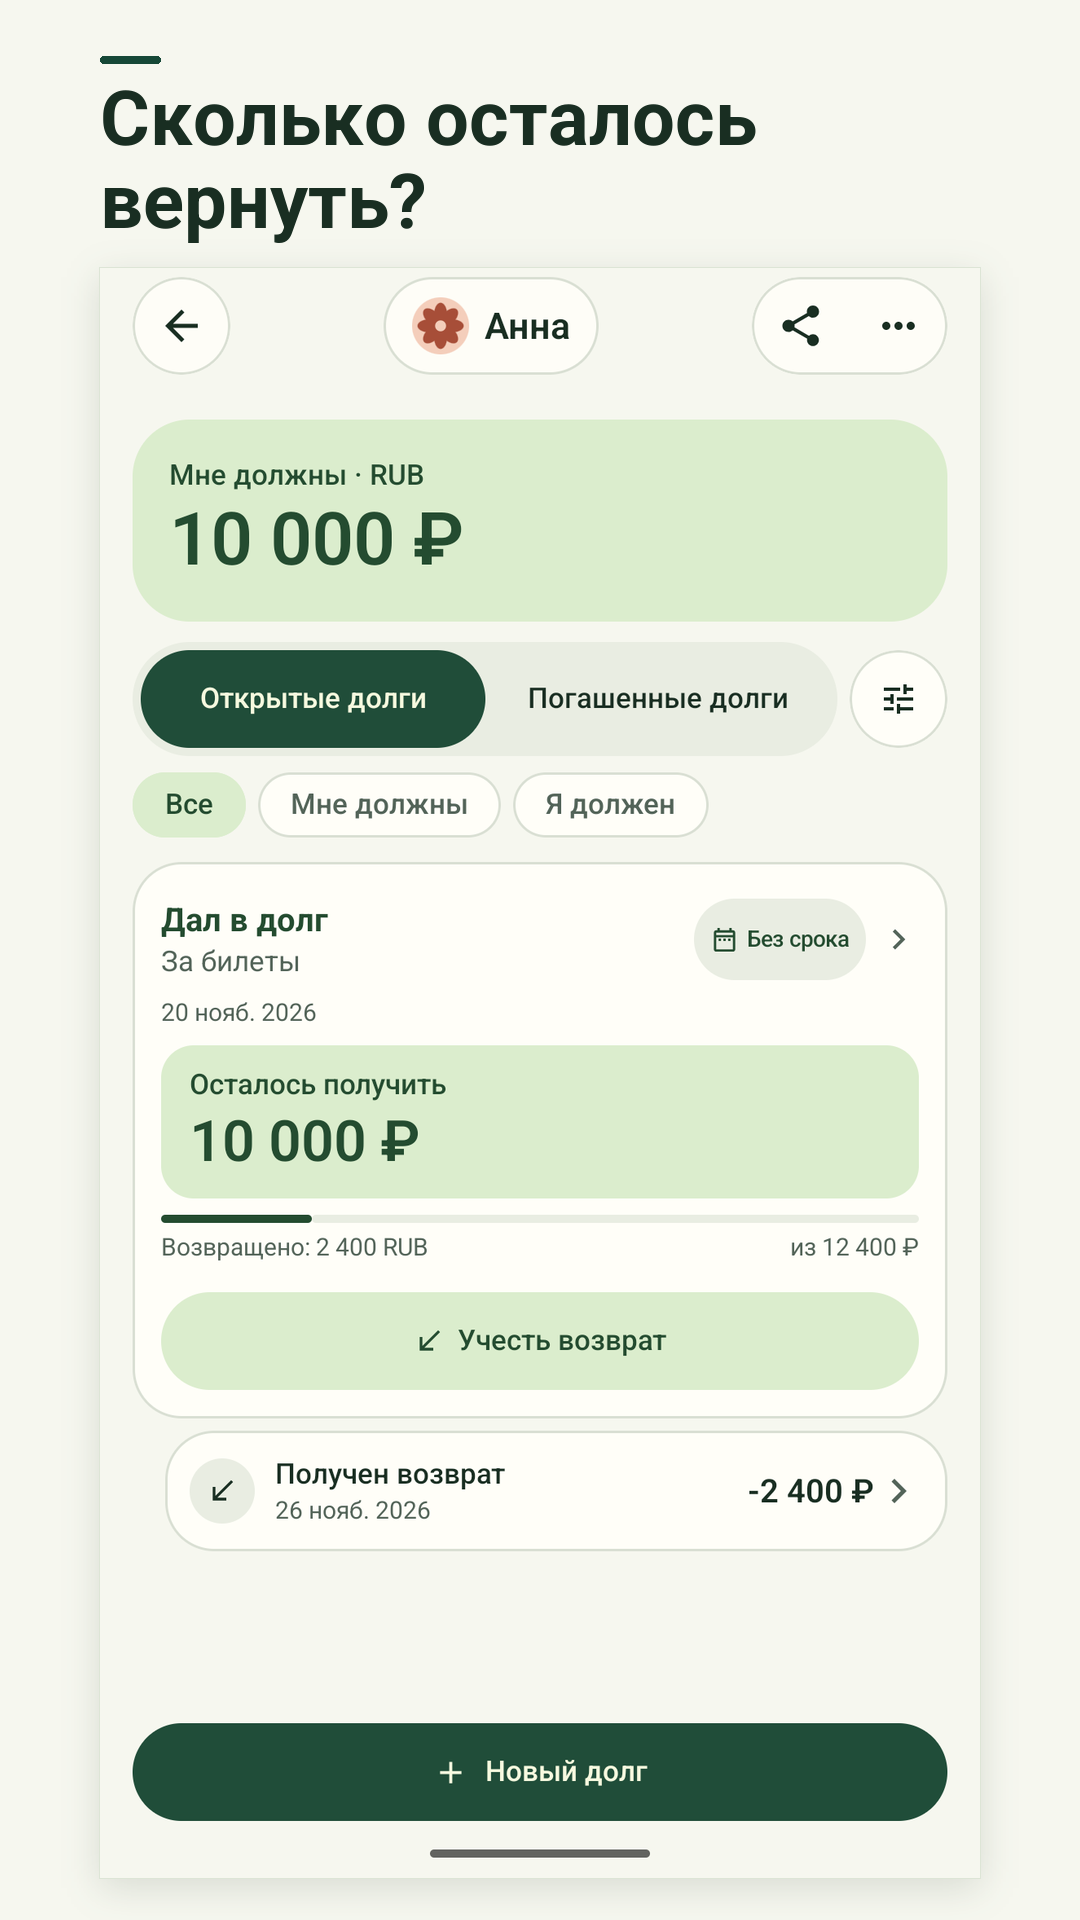 Сколько осталось
вернуть?
Анна
Мне должны · RUB
10 000 ₽
Открытые долги
Погашенные долги
Все
Мне должны
Я должен
Дал в долг
Без срока
За билеты
20 нояб. 2026
Осталось получить
10 000 ₽
Возвращено: 2 400 RUB
из 12 400 ₽
Учесть возврат
Получен возврат
26 нояб. 2026
-2 400 ₽
Новый долг